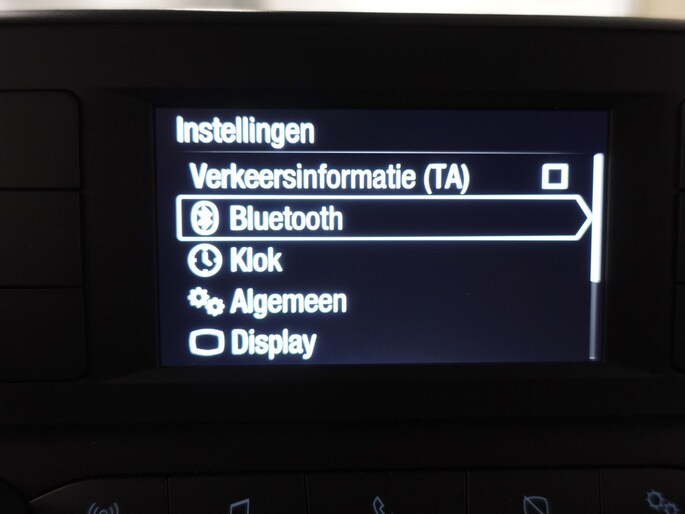 Instellingen
Verkeersinformatie (TA)
Bluetooth
Klok
Algemeen
Display